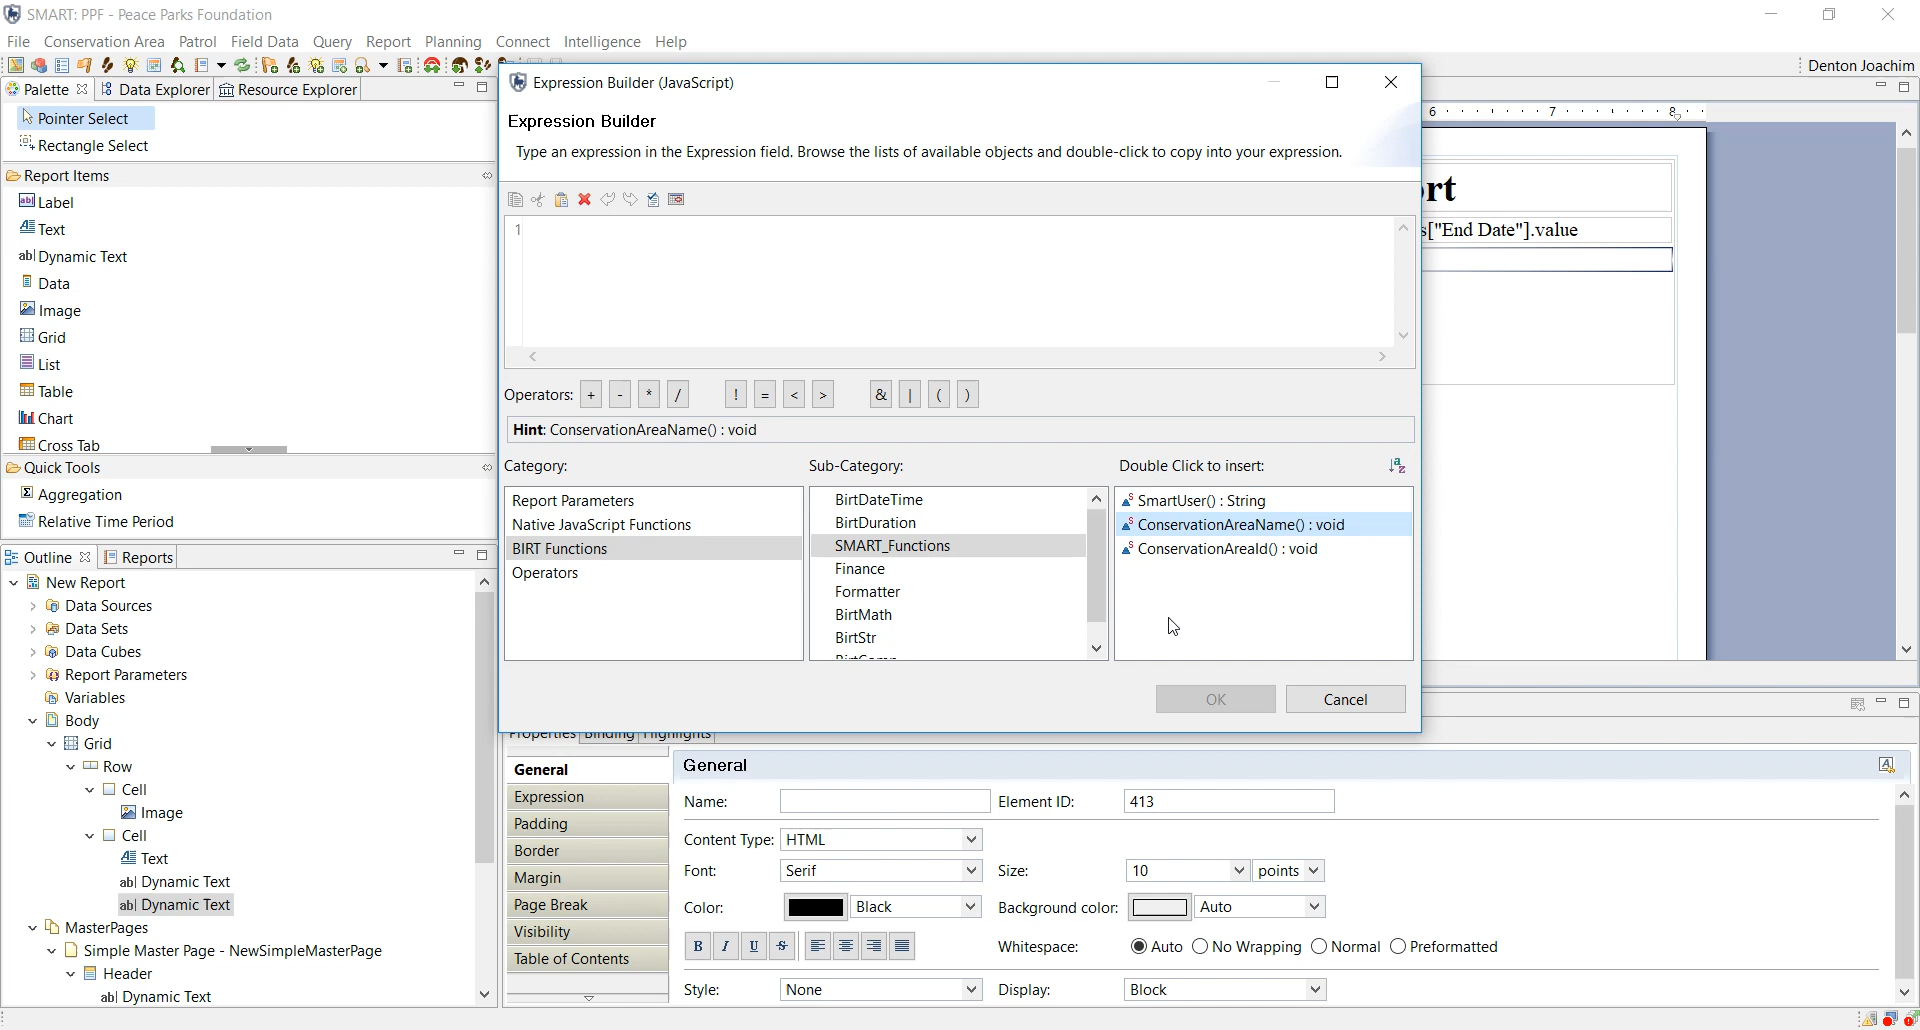 SMART: PPF - Peace Parks Foundation
File Conservation Area Patrol Field Data Query Report Planning Connect Intelligence Help
Denton Joachim
Palette Data Explorer Resource Explorer
Pointer Select
Rectangle Select
Report Items
Label
Text
Dynamic Text
Data
Image
Grid
List
Table
Chart
Cross Tab
Quick Tools
Aggregation
Relative Time Period
Outline Reports
New Report
Data Sources
Data Sets
Data Cubes
Report Parameters
Variables
Body
Grid
Row
Cell
Image
Cell
Text
Dynamic Text
Dynamic Text
MasterPages
Simple Master Page - NewSimpleMasterPage
Header
Dynamic Text
Expression Builder (JavaScript)
Expression Builder
Type an expression in the Expression field. Browse the lists of available objects and double-click to copy into your expression.
1
Operators: + - * / ! = < > & | ( )
Hint: ConservationAreaName() : void
Category: Sub-Category: Double Click to insert:
Report Parameters
Native JavaScript Functions
BIRT Functions
Operators
BirtDateTime
BirtDuration
SMART_Functions
Finance
Formatter
BirtMath
BirtStr
SmartUser() : String
ConservationAreaName() : void
ConservationAreaId() : void
OK Cancel
6 7 8
ort
s["End Date"].value
Properties Binding Highlights
General
Expression
Padding
Border
Margin
Page Break
Visibility
Table of Contents
General
Name: Element ID: 413
Content Type: HTML
Font: Serif Size: 10 points
Color: Black Background color: Auto
B I U S Whitespace: Auto No Wrapping Normal Preformatted
Style: None Display: Block